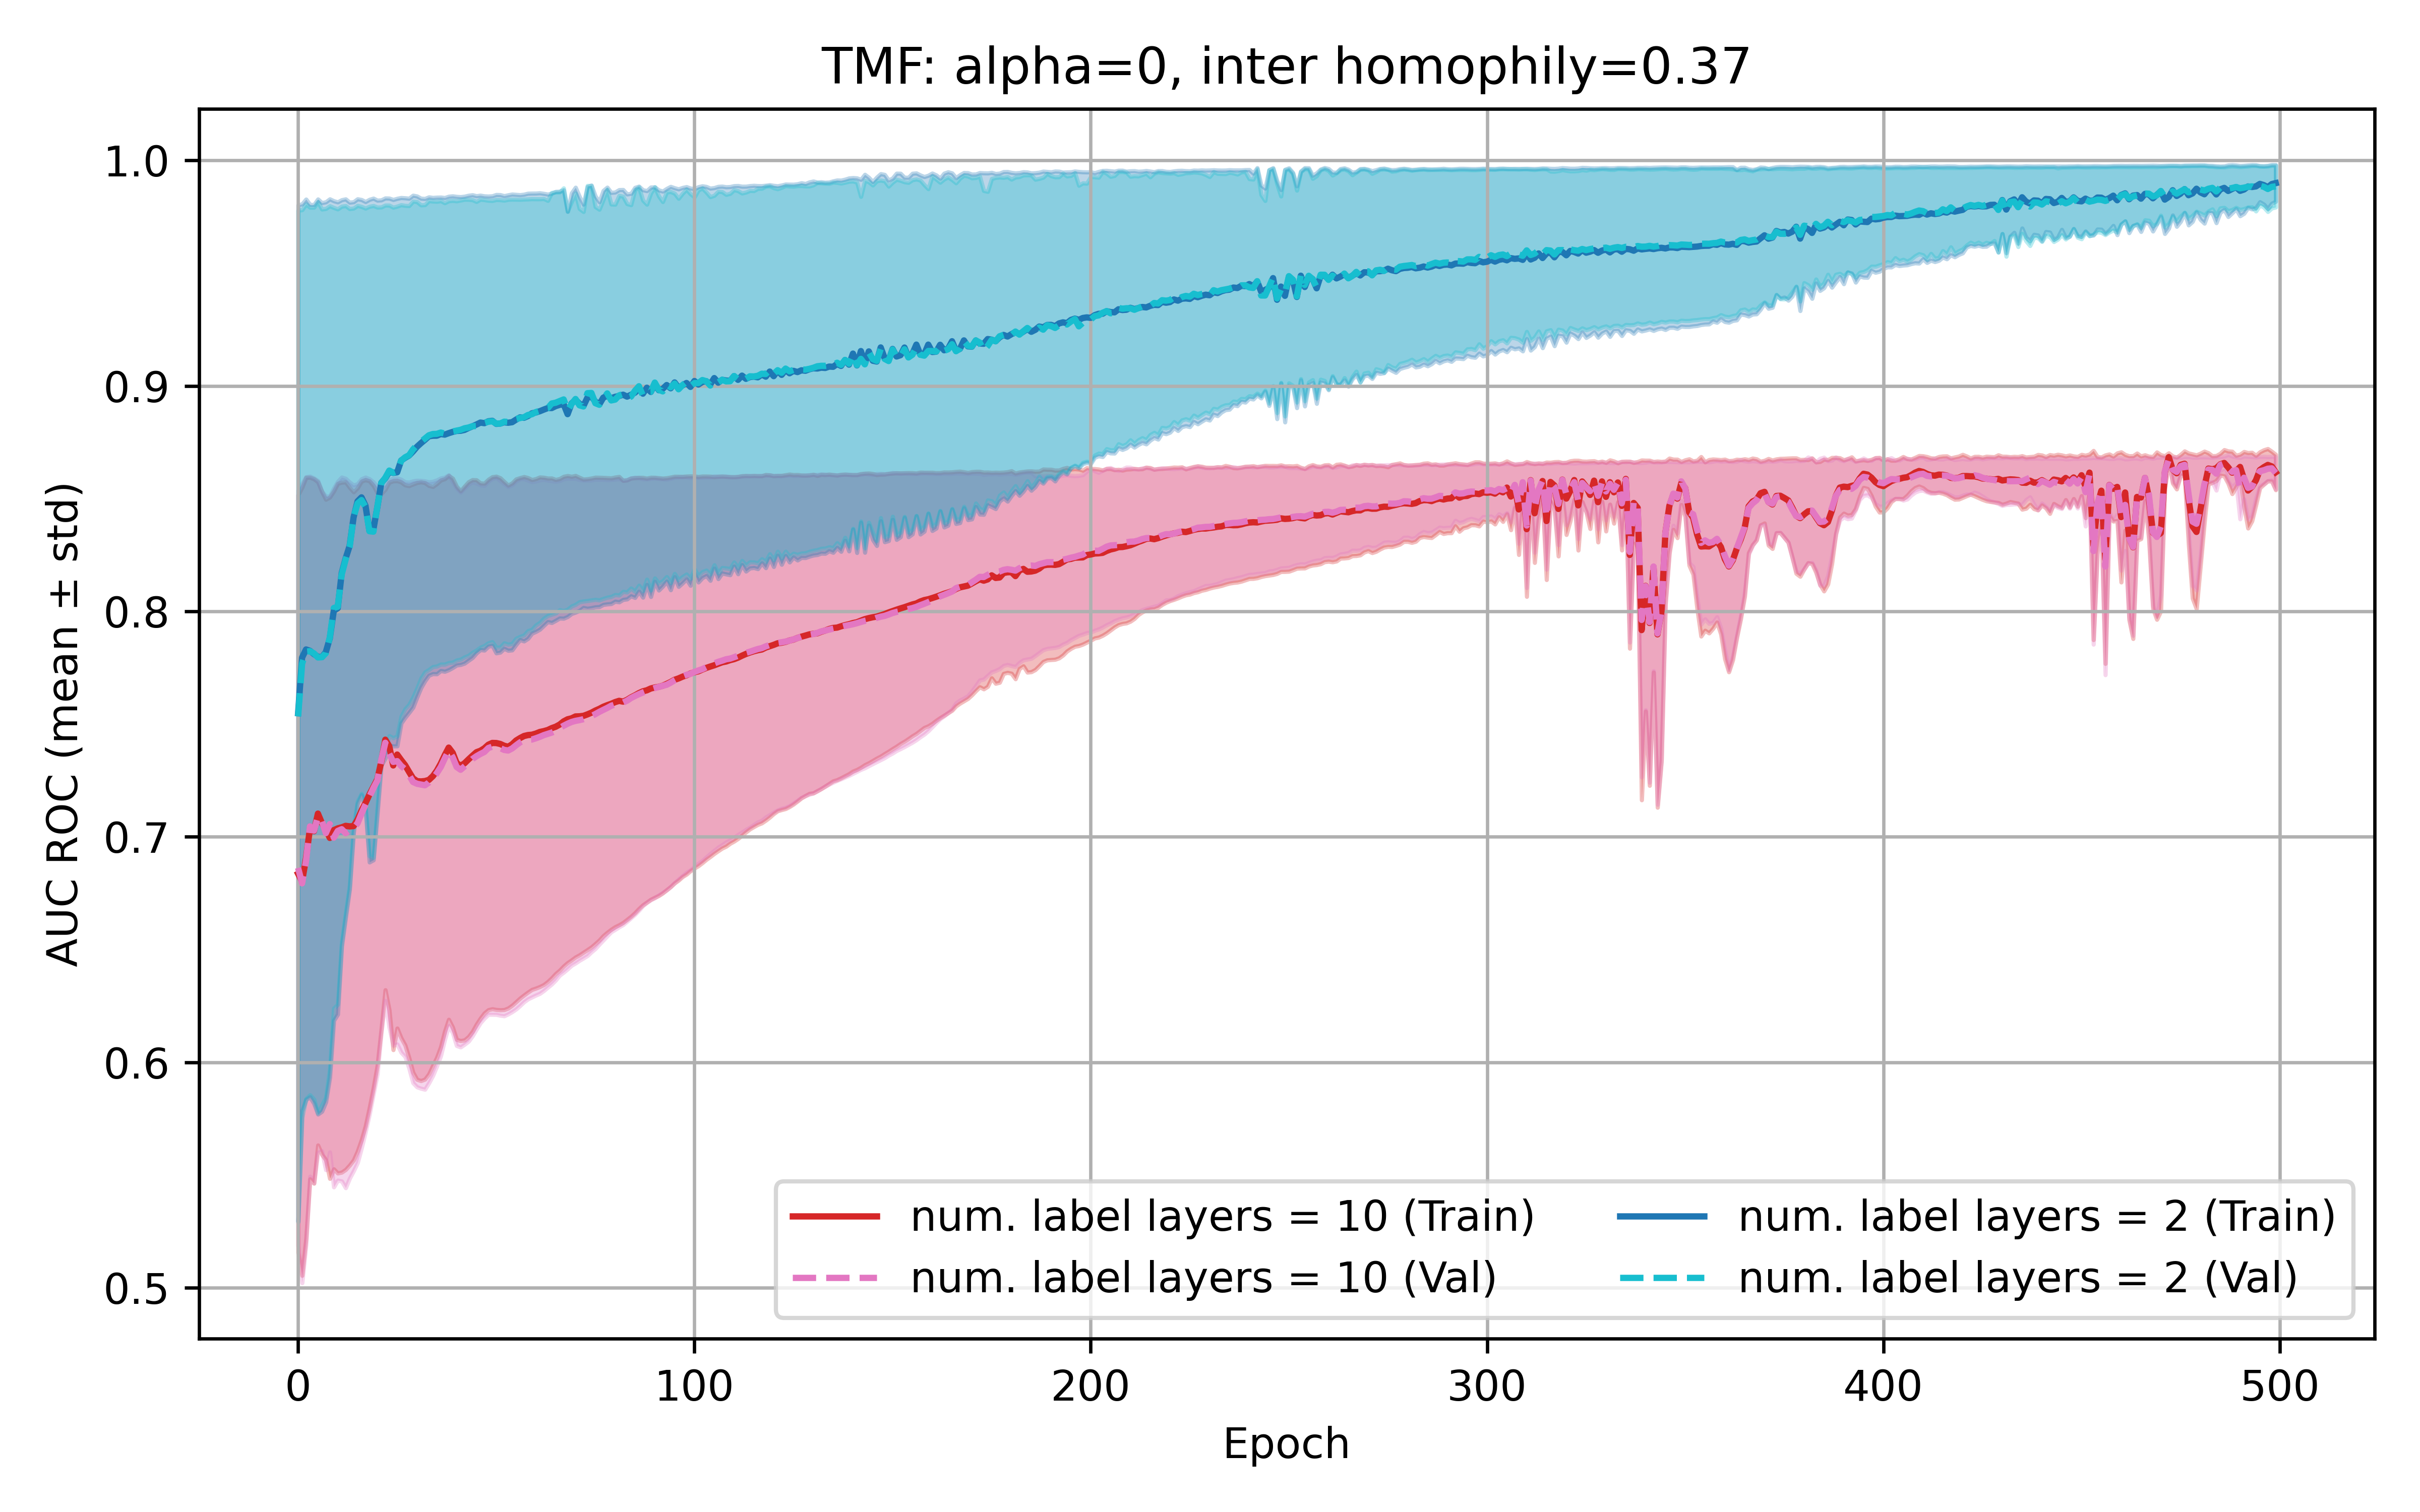 TMF: alpha=0, inter homophily=0.37
AUC ROC (mean ± std)
1.0
0.9
0.8
0.7
0.6
0.5
0
100
200
300
400
500
Epoch
num. label layers = 10 (Train)
num. label layers = 10 (Val)
num. label layers = 2 (Train)
num. label layers = 2 (Val)